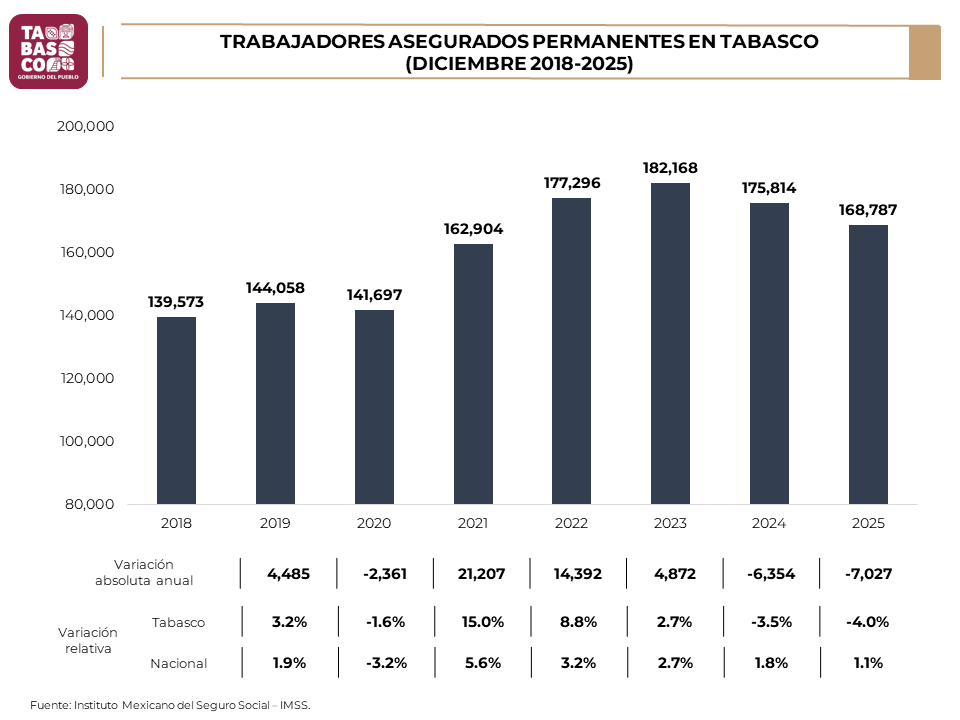 TA
BAS
CO
GOBIERNO DEL PUEBLO
TRABAJADORES ASEGURADOS PERMANENTES EN TABASCO
(DICIEMBRE 2018-2025)
200,000
180,000
160,000
140,000
120,000
100,000
80,000
139,573
144,058
141,697
162,904
177,296
182,168
175,814
168,787
2018 2019 2020 2021 2022 2023 2024 2025
Variación
absoluta anual
4,485 -2,361 21,207 14,392 4,872 -6,354 -7,027
Variación
relativa
Tabasco 3.2% -1.6% 15.0% 8.8% 2.7% -3.5% -4.0%
Nacional 1.9% -3.2% 5.6% 3.2% 2.7% 1.8% 1.1%
Fuente: Instituto Mexicano del Seguro Social – IMSS.